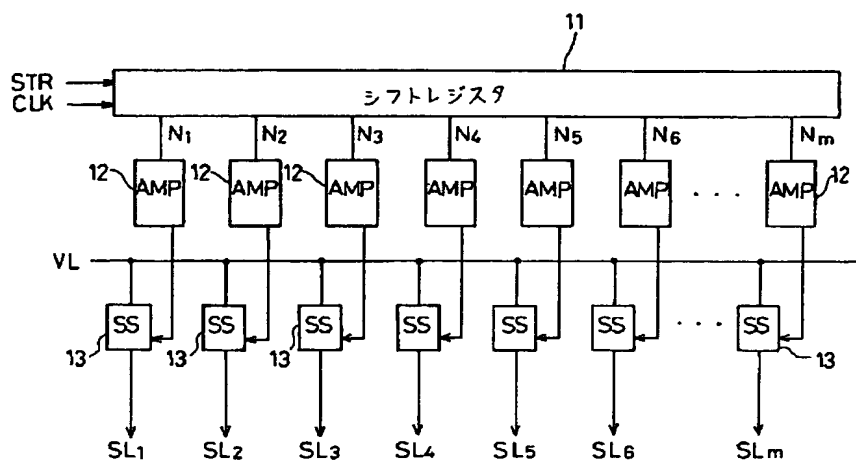 11
STR
CLK
シフトレジスタ
N1 N2 N3 N4 N5 N6 Nm
12 12 12 12
AMP AMP AMP AMP AMP AMP . . . AMP
VL
SS SS SS SS SS SS . . . SS
13 13 13 13
SL1 SL2 SL3 SL4 SL5 SL6 SLm